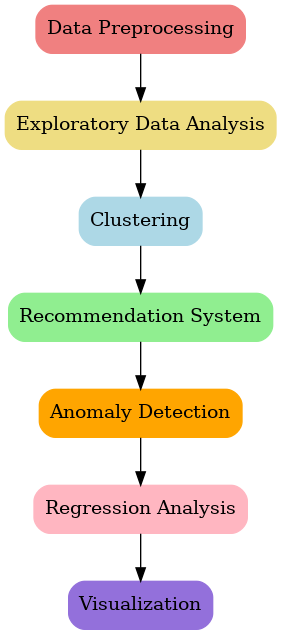 Data Preprocessing
Exploratory Data Analysis
Clustering
Recommendation System
Anomaly Detection
Regression Analysis
Visualization